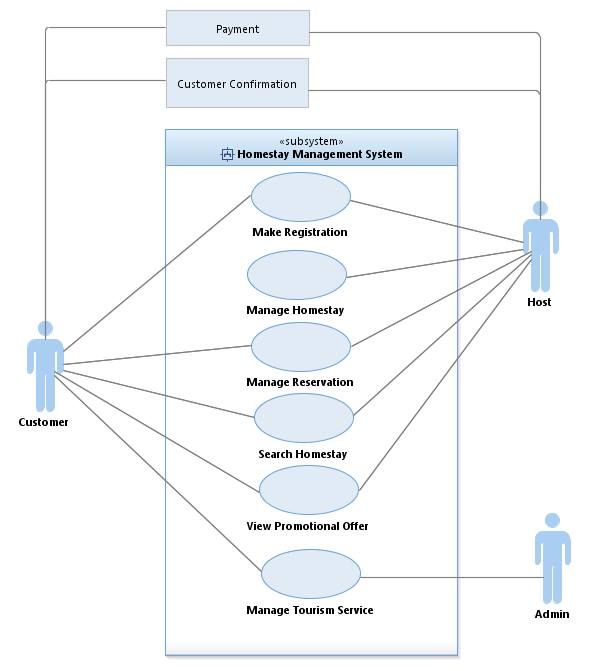 Payment
Customer Confirmation
«subsystem»
Homestay Management System
Make Registration
Manage Homestay
Host
Manage Reservation
Customer
Search Homestay
View Promotional Offer
Manage Tourism Service
Admin